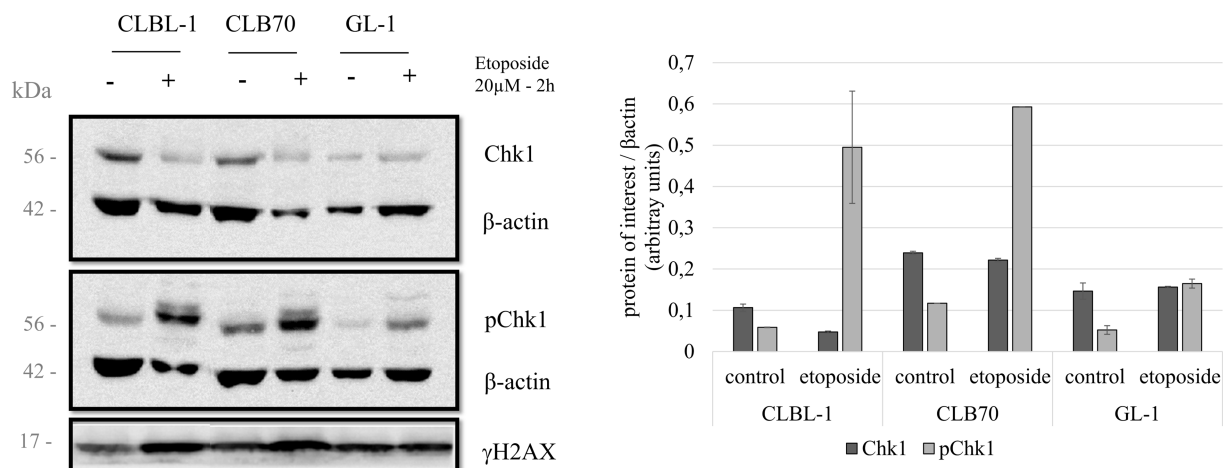 CLBL-1 CLB70 GL-1
Etoposide
- + - + - + 20µM - 2h
kDa
56 - Chk1
42 - β-actin
56 - pChk1
42 - β-actin
17 - γH2AX
protein of interest / βactin
(arbitray units)
0,7
0,6
0,5
0,4
0,3
0,2
0,1
0
control etoposide control etoposide control etoposide
CLBL-1 CLB70 GL-1
Chk1 pChk1